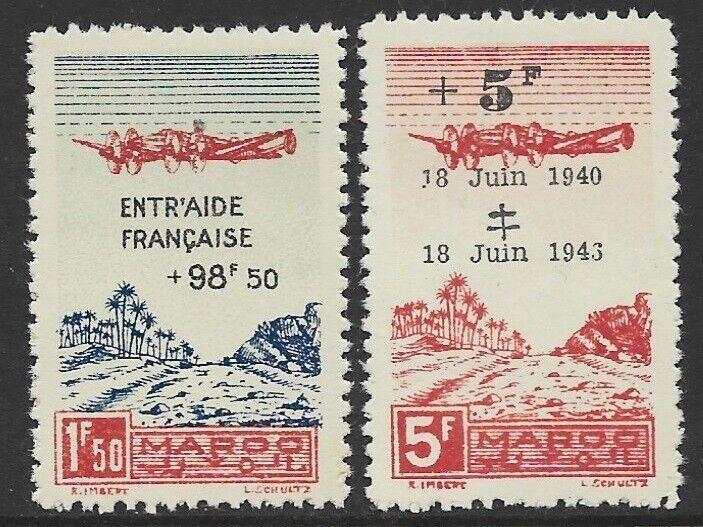 ENTR'AIDE
FRANÇAISE
+98F 50
1F50
MAROC
R. IMBERT
L. SCHULTZ
+ 5F
18 Juin 1940
‡
18 Juin 1943
5F
MAROC
R. IMBERT
L. SCHULTZ